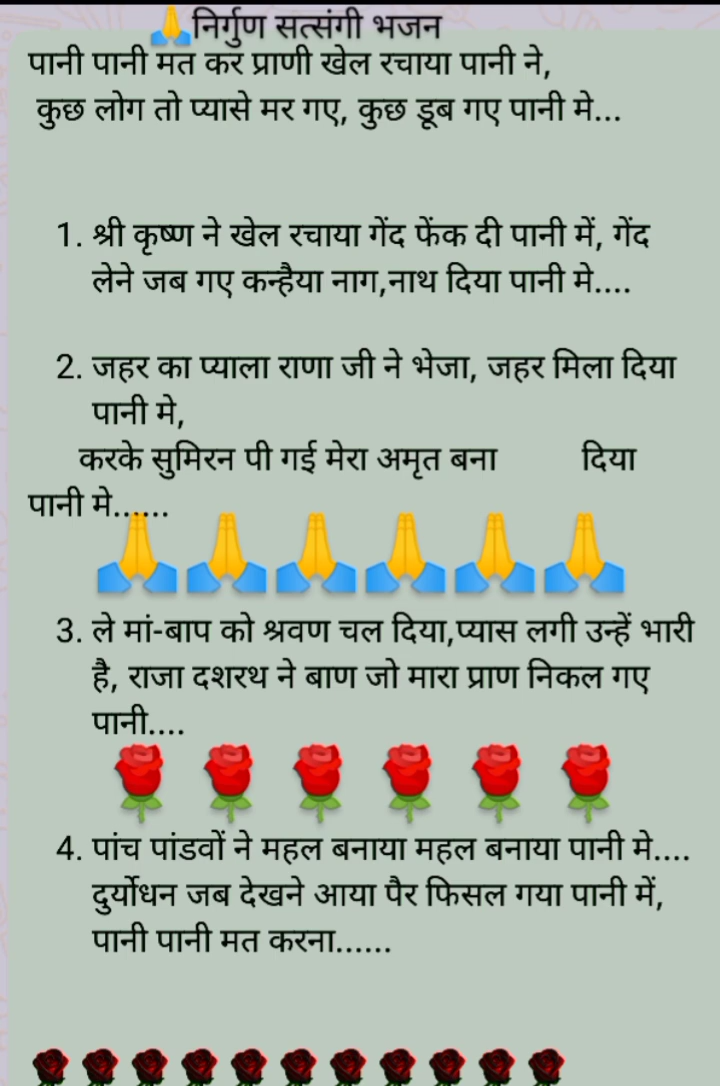 🙏निर्गुण सत्संगी भजन
पानी पानी मत कर प्राणी खेल रचाया पानी ने,
कुछ लोग तो प्यासे मर गए, कुछ डूब गए पानी मे...
1. श्री कृष्ण ने खेल रचाया गेंद फेंक दी पानी में, गेंद
लेने जब गए कन्हैया नाग,नाथ दिया पानी मे....
2. जहर का प्याला राणा जी ने भेजा, जहर मिला दिया
पानी मे,
करके सुमिरन पी गई मेरा अमृत बना दिया
पानी मे......
🙏🙏🙏🙏🙏🙏
3. ले मां-बाप को श्रवण चल दिया,प्यास लगी उन्हें भारी
है, राजा दशरथ ने बाण जो मारा प्राण निकल गए
पानी....
🌹🌹🌹🌹🌹🌹
4. पांच पांडवों ने महल बनाया महल बनाया पानी मे....
दुर्योधन जब देखने आया पैर फिसल गया पानी में,
पानी पानी मत करना......
🌹🌹🌹🌹🌹🌹🌹🌹🌹🌹🌹